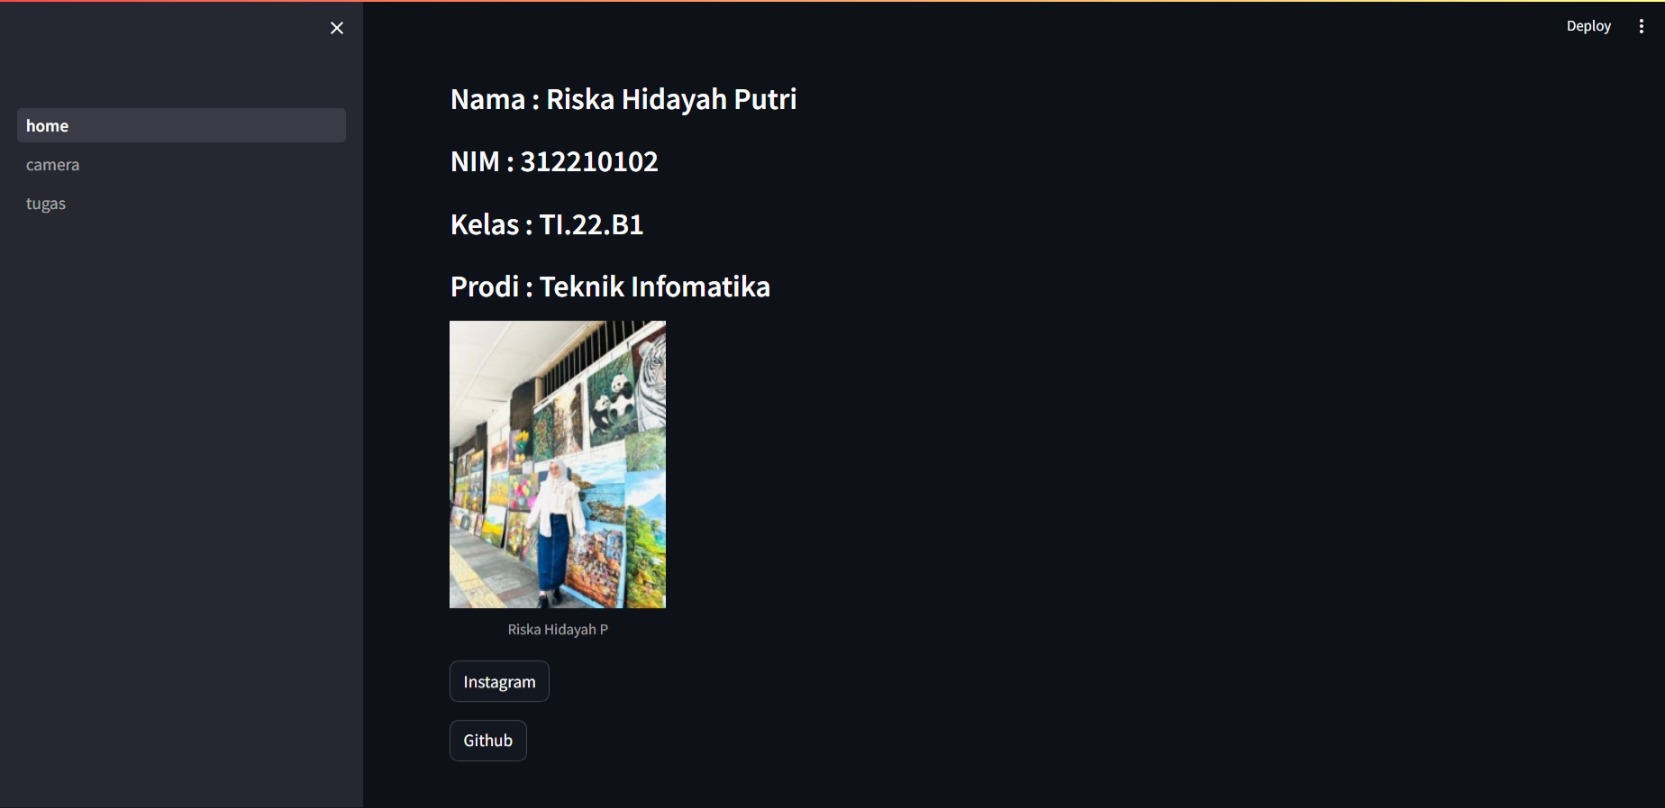 Deploy
home
camera
tugas
Nama : Riska Hidayah Putri
NIM : 312210102
Kelas : TI.22.B1
Prodi : Teknik Infomatika
Riska Hidayah P
Instagram
Github